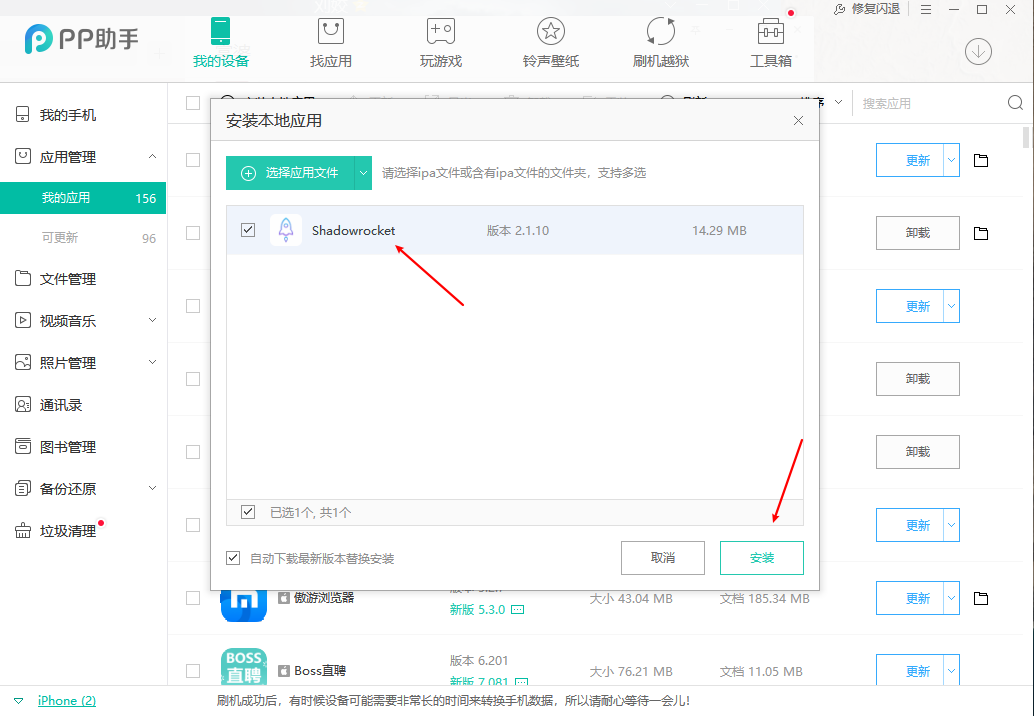 修复闪退
PP助手
我的设备
找应用
玩游戏
铃声壁纸
刷机越狱
工具箱
搜索应用
我的手机
应用管理
我的应用 156
可更新 96
文件管理
视频音乐
照片管理
通讯录
图书管理
备份还原
垃圾清理
安装本地应用
选择应用文件
请选择ipa文件或含有ipa文件的文件夹，支持多选
Shadowrocket 版本 2.1.10 14.29 MB
已选1个, 共1个
自动下载最新版本替换安装
取消
安装
更新
卸载
更新
卸载
卸载
更新
傲游浏览器
新版 5.3.0
大小 43.04 MB
文档 185.34 MB
更新
BOSS
直聘
Boss直聘
版本 6.201
新版 7.081
大小 76.21 MB
文档 11.05 MB
更新
iPhone (2)
刷机成功后，有时候设备可能需要非常长的时间来转换手机数据，所以请耐心等待一会儿!